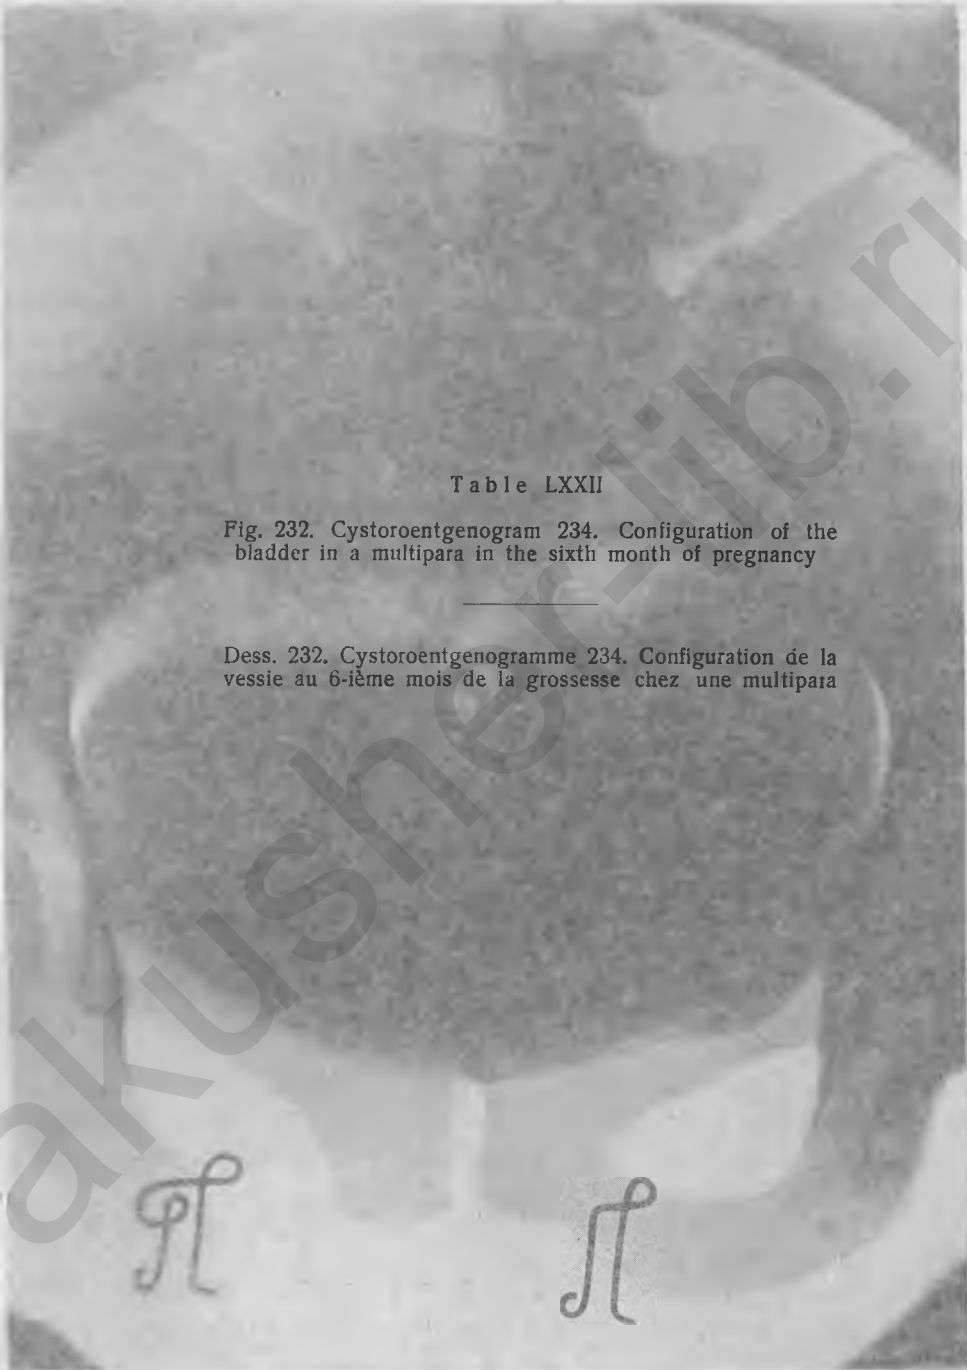 Table LXXII
Fig. 232. Cystoroentgenogram 234. Configuration of the
bladder in a multipara in the sixth month of pregnancy
Dess. 232. Cystoroentgenogramme 234. Configuration de la
vessie au 6-ième mois de la grossesse chez une multipara
akusher-lib.ru
П